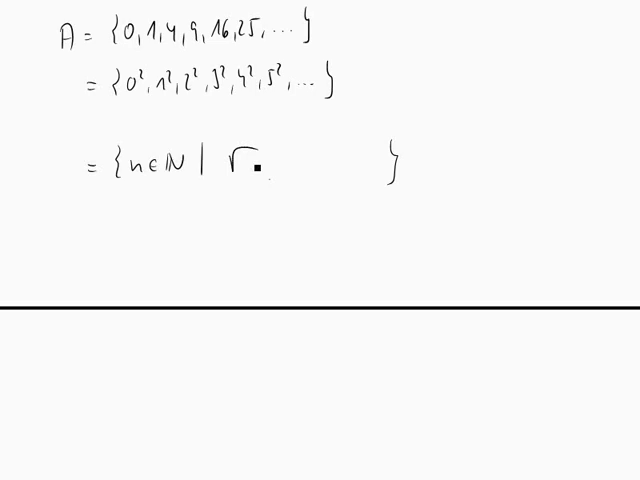 A = {0, 1, 4, 9, 16, 25, ... }
= {0², 1², 2², 3², 4², 5², ... }
= {n ∈ ℕ | √ }